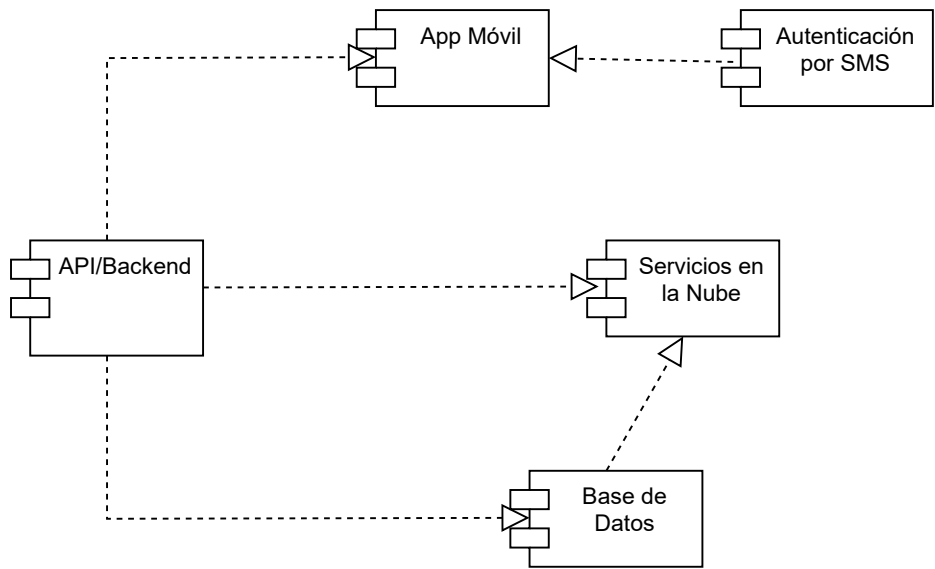 App Móvil
Autenticación
por SMS
API/Backend
Servicios en
la Nube
Base de
Datos